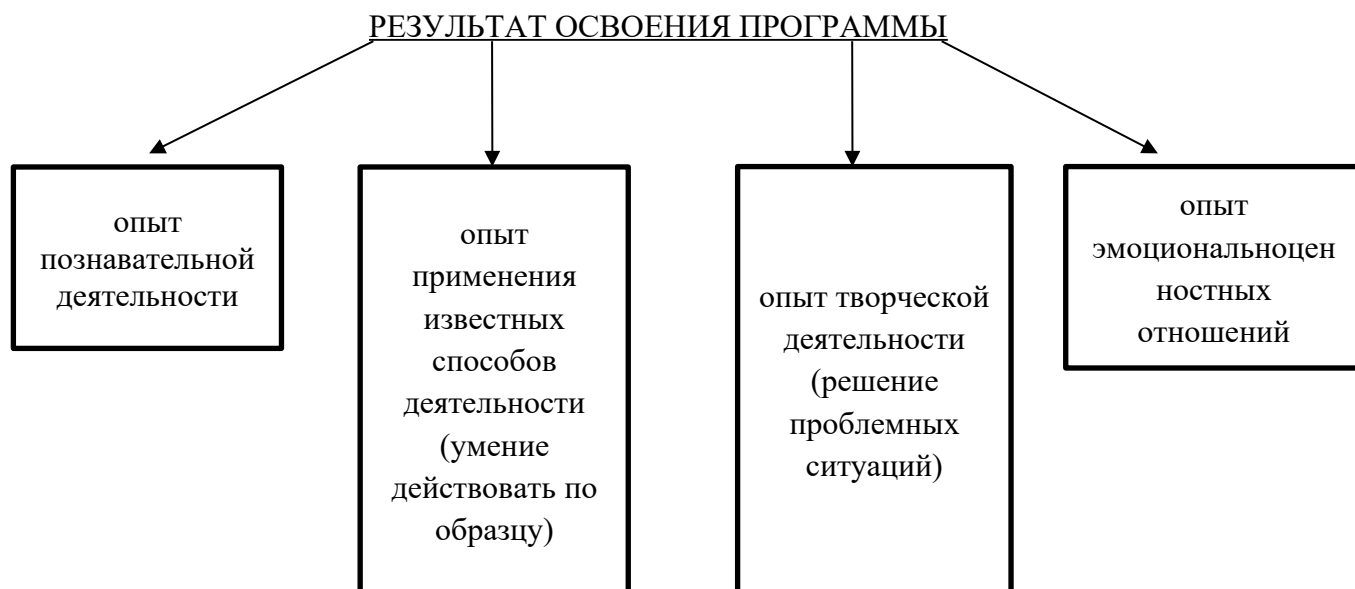 РЕЗУЛЬТАТ ОСВОЕНИЯ ПРОГРАММЫ
опыт
познавательной
деятельности
опыт
применения
известных
способов
деятельности
(умение
действовать по
образцу)
опыт творческой
деятельности
(решение
проблемных
ситуаций)
опыт
эмоциональноцен
ностных
отношений